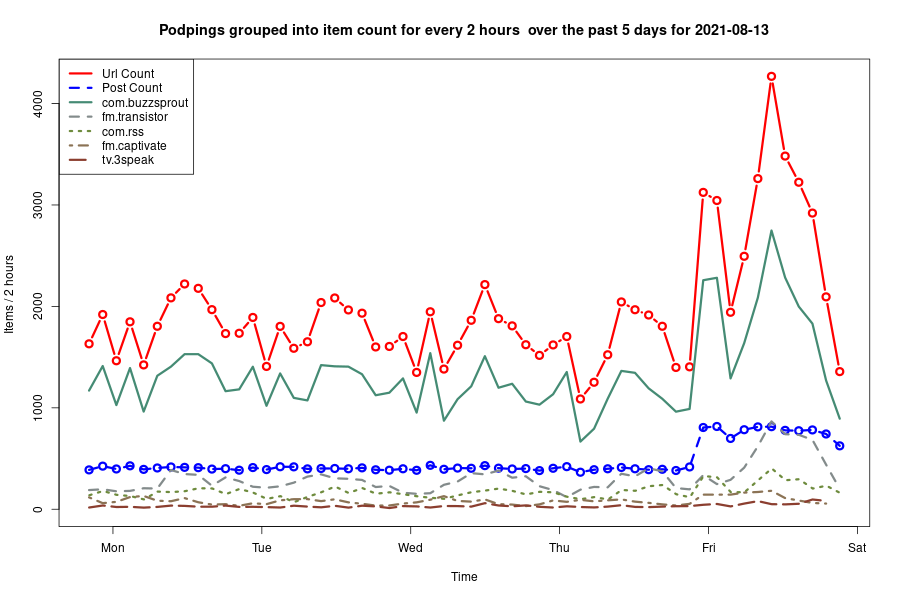 Podpings grouped into item count for every 2 hours  over the past 5 days for 2021-08-13
Url Count
Post Count
com.buzzsprout
fm.transistor
com.rss
fm.captivate
tv.3speak
Items / 2 hours
4000
3000
2000
1000
0
Mon
Tue
Wed
Thu
Fri
Sat
Time